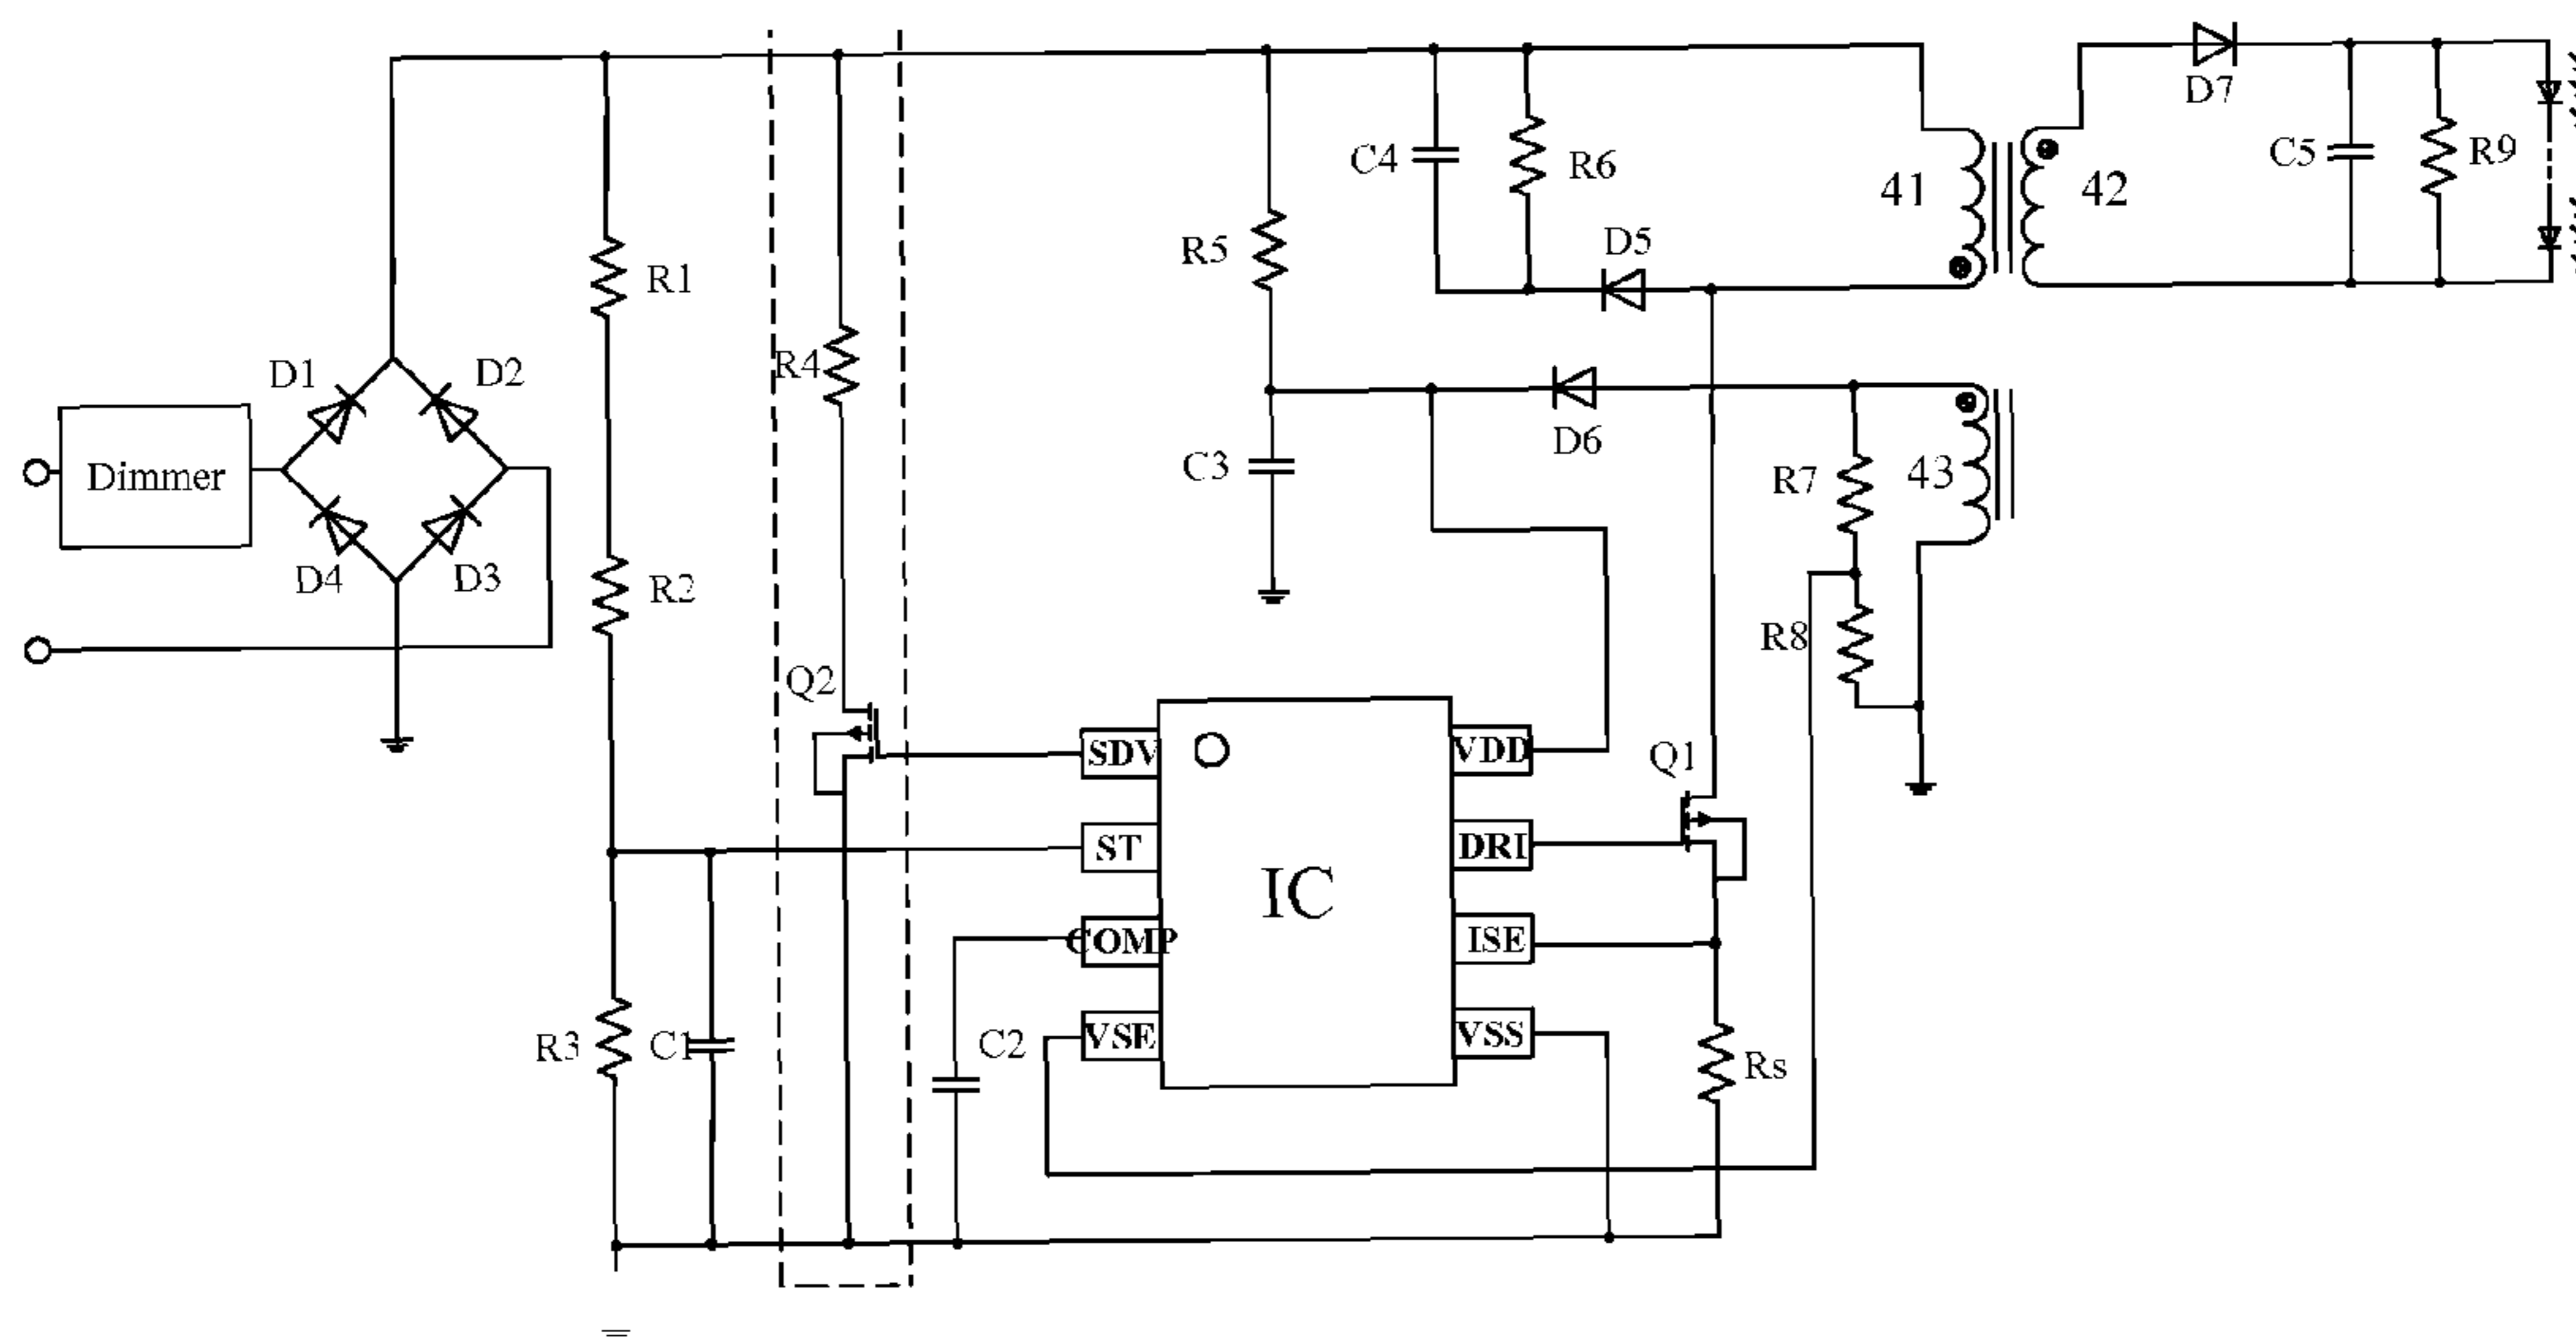 D7
C4
R6
41
42
C5
R9
R1
R5
D5
D1
D2
R4
D6
Dimmer
C3
R7
43
D4
D3
R2
R8
Q2
SDV
VDD
Q1
ST
DRI
IC
COMP
ISE
R3
C1
C2
VSE
VSS
Rs